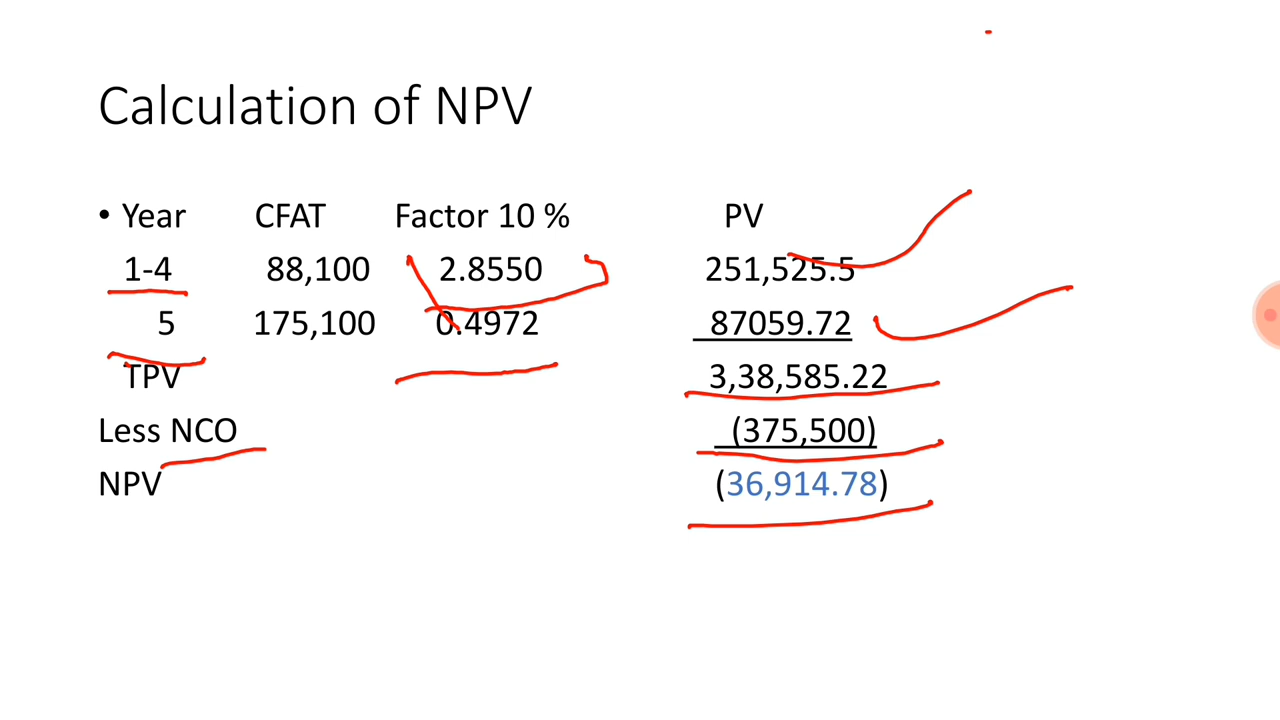 Calculation of NPV
• Year CFAT Factor 10 % PV
1-4 88,100 2.8550 251,525.5
5 175,100 0.4972 87059.72
TPV 3,38,585.22
Less NCO (375,500)
NPV (36,914.78)